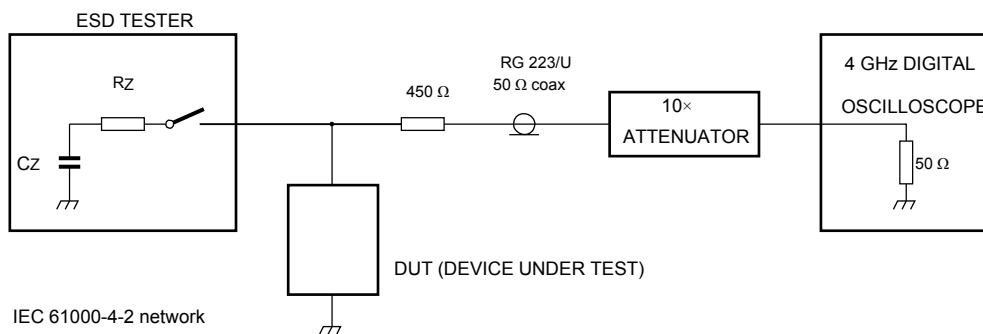 ESD TESTER
RZ
CZ
450 Ω
RG 223/U
50 Ω coax
10×
ATTENUATOR
4 GHz DIGITAL
OSCILLOSCOPE
50 Ω
DUT (DEVICE UNDER TEST)
IEC 61000-4-2 network